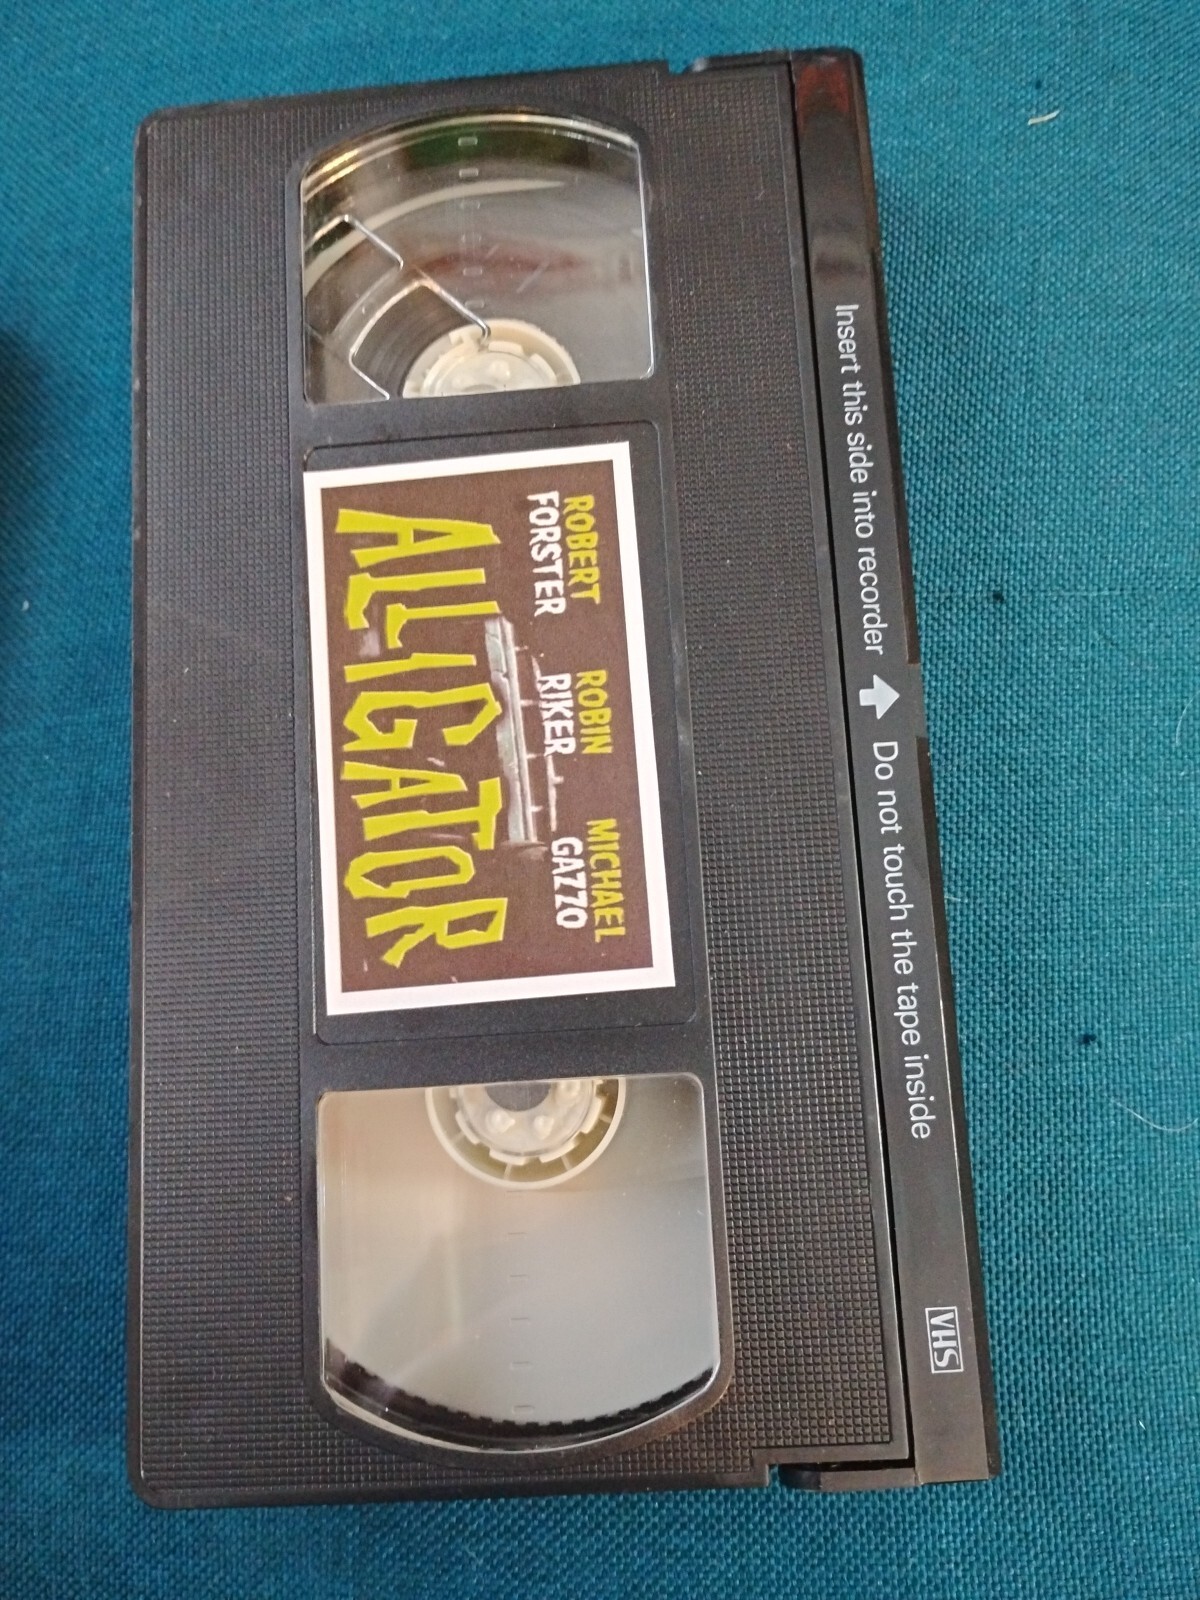 Insert this side into recorder ⬆ Do not touch the tape inside
VHS
ROBERT FORSTER
ROBIN RIKER
MICHAEL GAZZO
ALLIGATOR